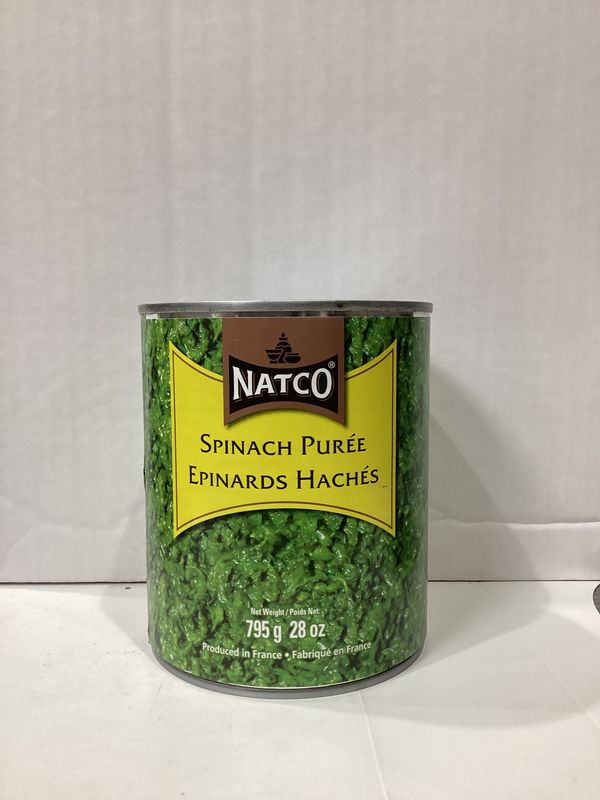 NATCO®
SPINACH PURÉE
EPINARDS HACHÉS
Net Weight / Poids Net:
795 g 28 oz
Produced in France • Fabriqué en France